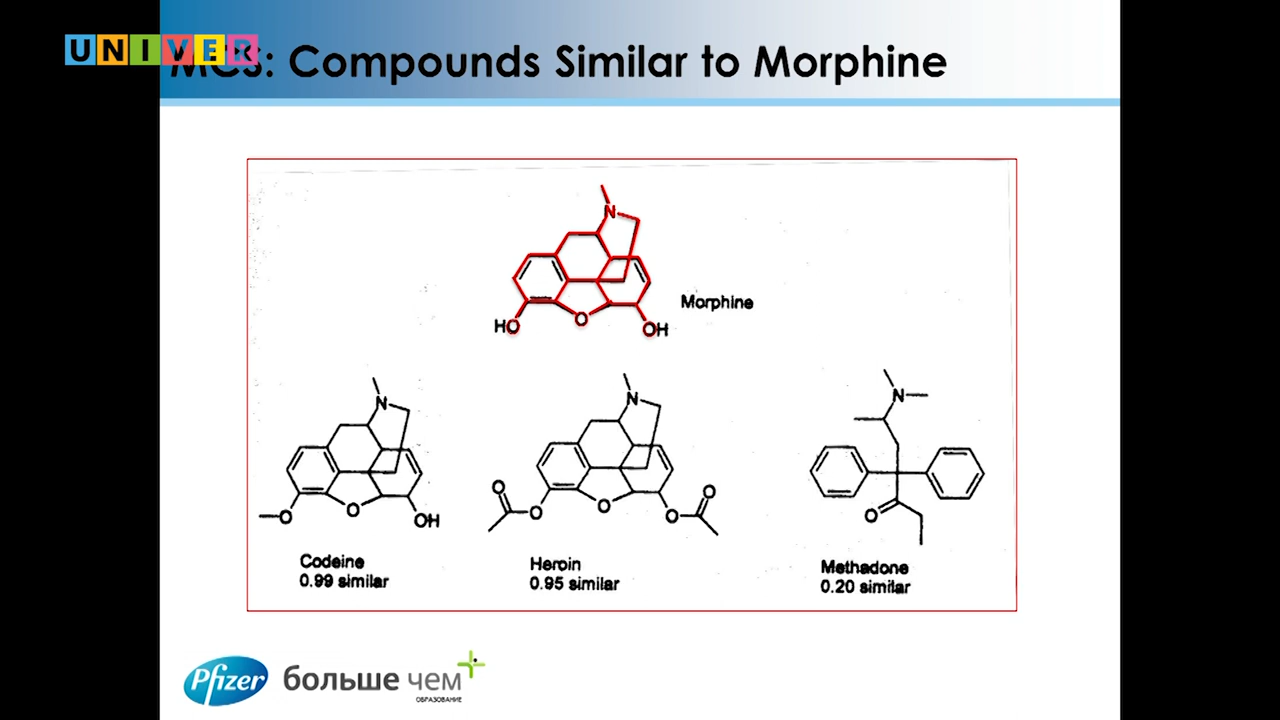 UNIVER
MCS: Compounds Similar to Morphine
N
Morphine
HO
O
OH
N
N
N
O
O
O
O
OH
O
O
O
O
Codeine
0.99 similar
Heroin
0.95 similar
Methadone
0.20 similar
Pfizer
больше чем
ОБРАЗОВАНИЕ